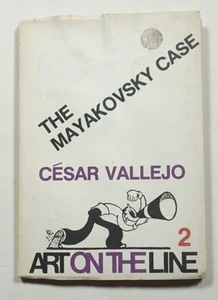 THE
MAYAKOVSKY CASE
CÉSAR VALLEJO
2
ART ON THE LINE